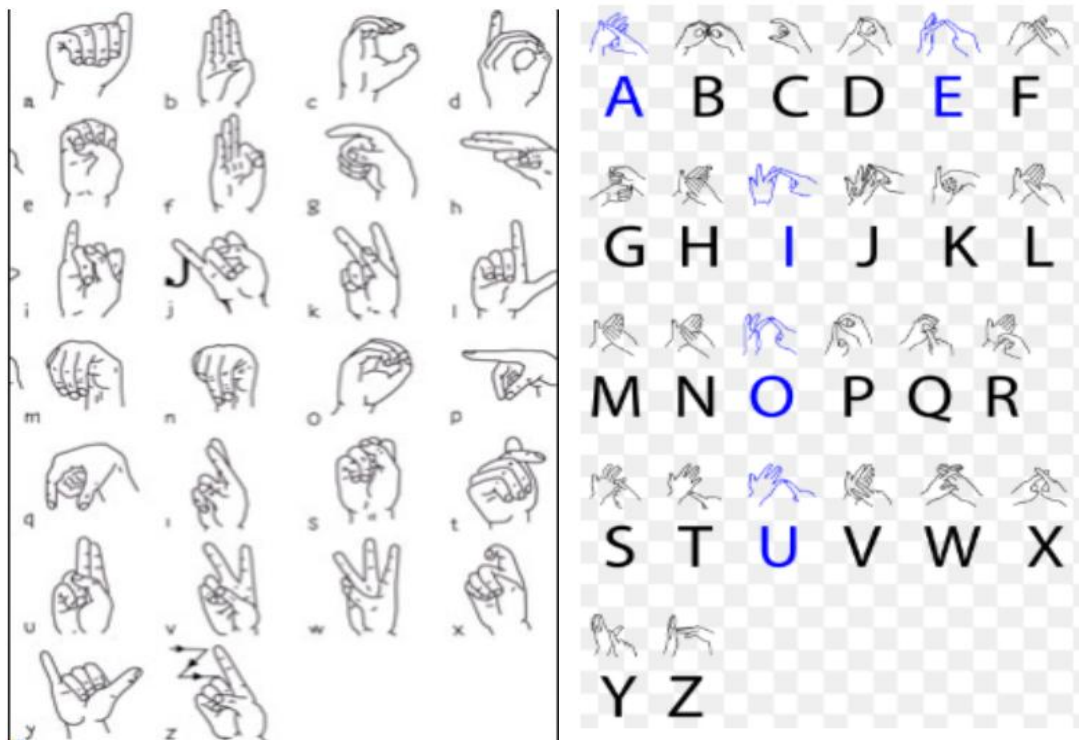 a b c d
e f g h
i j k l
m n o p
q r s t
u v w x
y z
A B C D E F
G H I J K L
M N O P Q R
S T U V W X
Y Z